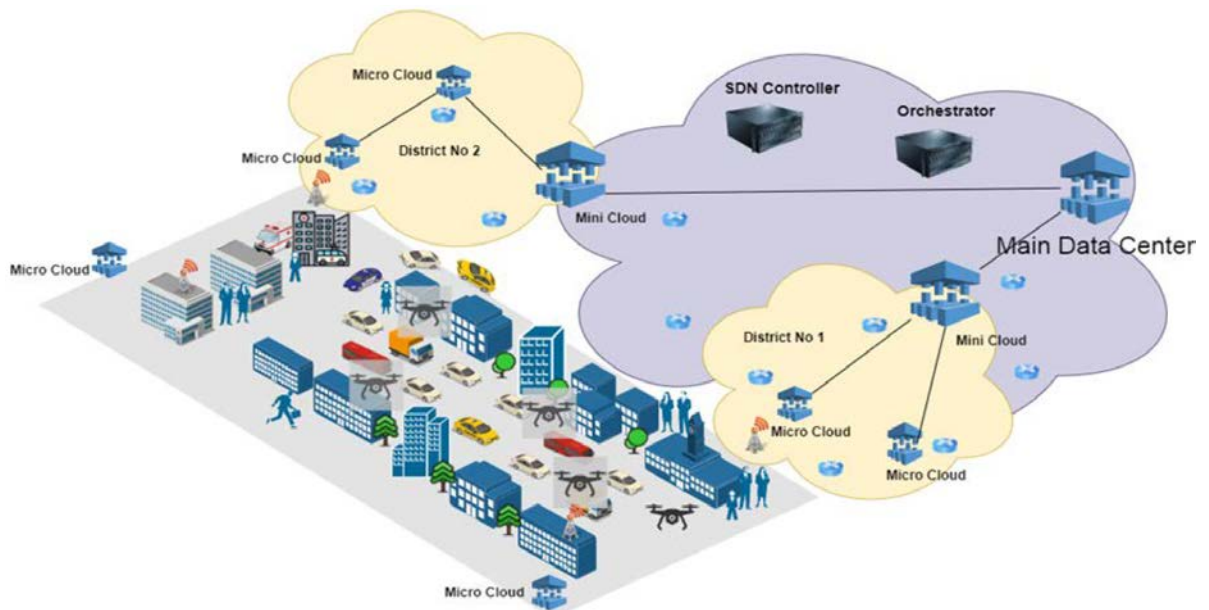 Micro Cloud
SDN Controller
Orchestrator
Micro Cloud
District No 2
Mini Cloud
Main Data Center
Micro Cloud
District No 1
Mini Cloud
Micro Cloud
Micro Cloud
Micro Cloud